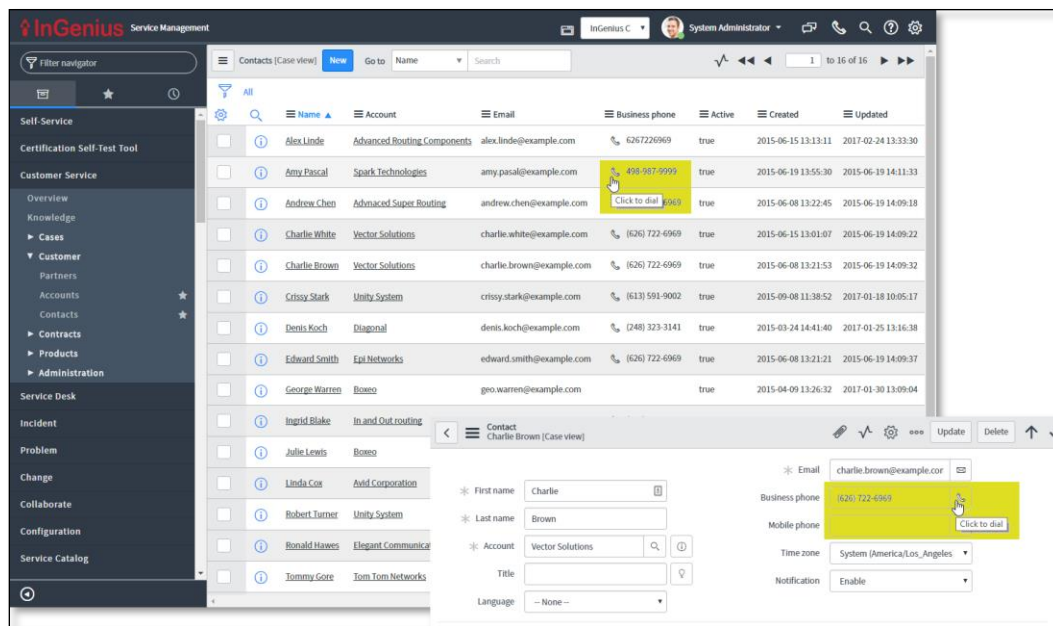 InGenius Service Management
InGenius C
System Administrator
Filter navigator
Contacts [Case view] New Go to Name Search
1 to 16 of 16
All
Name Account Email Business phone Active Created Updated
Self-Service
Certification Self-Test Tool
Customer Service
Overview
Knowledge
Cases
Customer
Partners
Accounts
Contacts
Contracts
Products
Administration
Service Desk
Incident
Problem
Change
Collaborate
Configuration
Service Catalog
Alex Linde Advanced Routing Components alex.linde@example.com 6267226969 true 2015-06-15 13:13:11 2017-02-24 13:33:30
Amy Pascal Spark Technologies amy.pasal@example.com 498-987-9999 true 2015-06-19 13:55:30 2015-06-19 14:11:33
Click to dial
Andrew Chen Advnaced Super Routing andrew.chen@example.com 6969 true 2015-06-08 13:22:45 2015-06-19 14:09:18
Charlie White Vector Solutions charlie.white@example.com (626) 722-6969 true 2015-06-15 13:01:07 2015-06-19 14:09:22
Charlie Brown Vector Solutions charlie.brown@example.com (626) 722-6969 true 2015-06-08 13:21:53 2015-06-19 14:09:32
Crissy Stark Unity System crissy.stark@example.com (613) 591-9002 true 2015-09-08 11:38:52 2017-01-18 10:05:17
Denis Koch Diagonal denis.koch@example.com (248) 323-3141 true 2015-03-24 14:41:40 2017-01-25 13:16:38
Edward Smith Epi Networks edward.smith@example.com (626) 722-6969 true 2015-06-08 13:21:21 2015-06-19 14:09:37
George Warren Boxeo geo.warren@example.com true 2015-04-09 13:26:32 2017-01-30 13:09:04
Ingrid Blake In and Out routing
Julie Lewis Boxeo
Linda Cox Avid Corporation
Robert Turner Unity System
Ronald Hawes Elegant Communica
Tommy Gore Tom Tom Networks
Contact
Charlie Brown [Case view]
Update Delete
First name Charlie
Last name Brown
Account Vector Solutions
Title
Language -- None --
Email charlie.brown@example.cor
Business phone (626) 722-6969
Click to dial
Mobile phone
Time zone System (America/Los_Angeles
Notification Enable